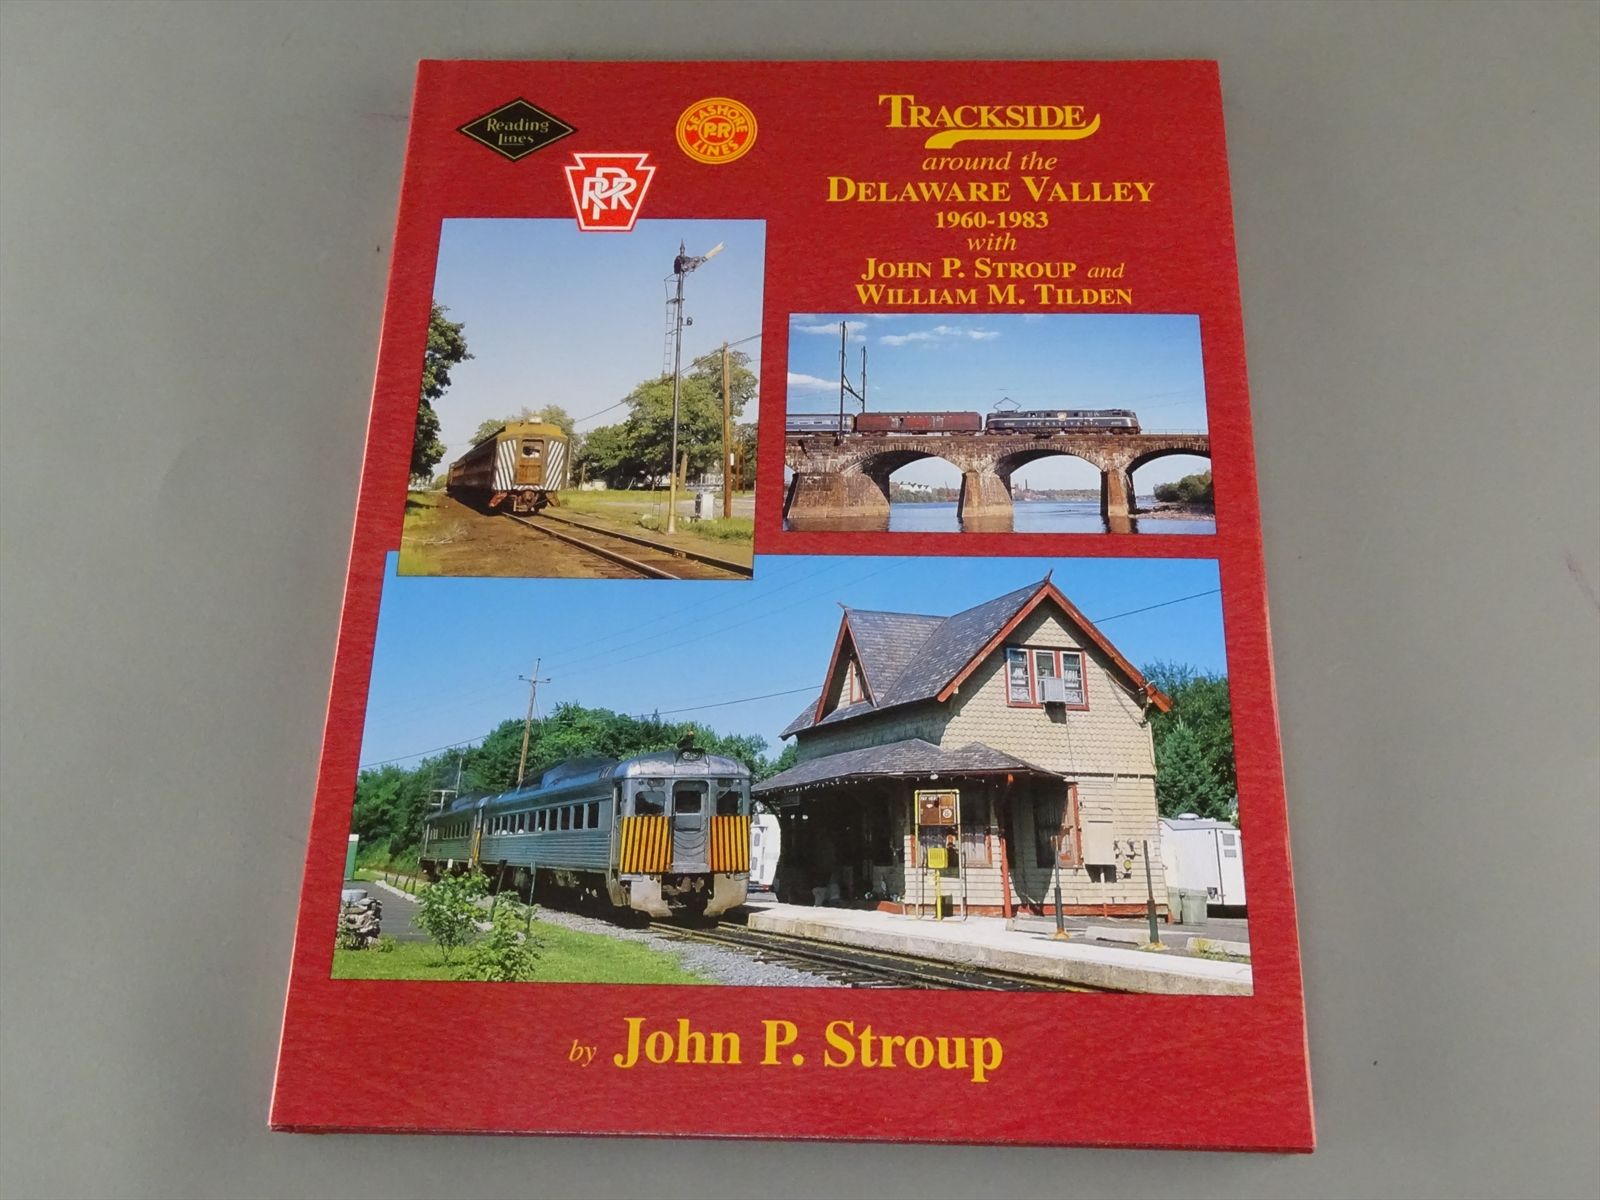 Reading
Lines
SEASHORE
P-R
LINES
PRR
TRACKSIDE
around the
DELAWARE VALLEY
1960-1983
with
JOHN P. STROUP and
WILLIAM M. TILDEN
PENNSYLVANIA
by John P. Stroup